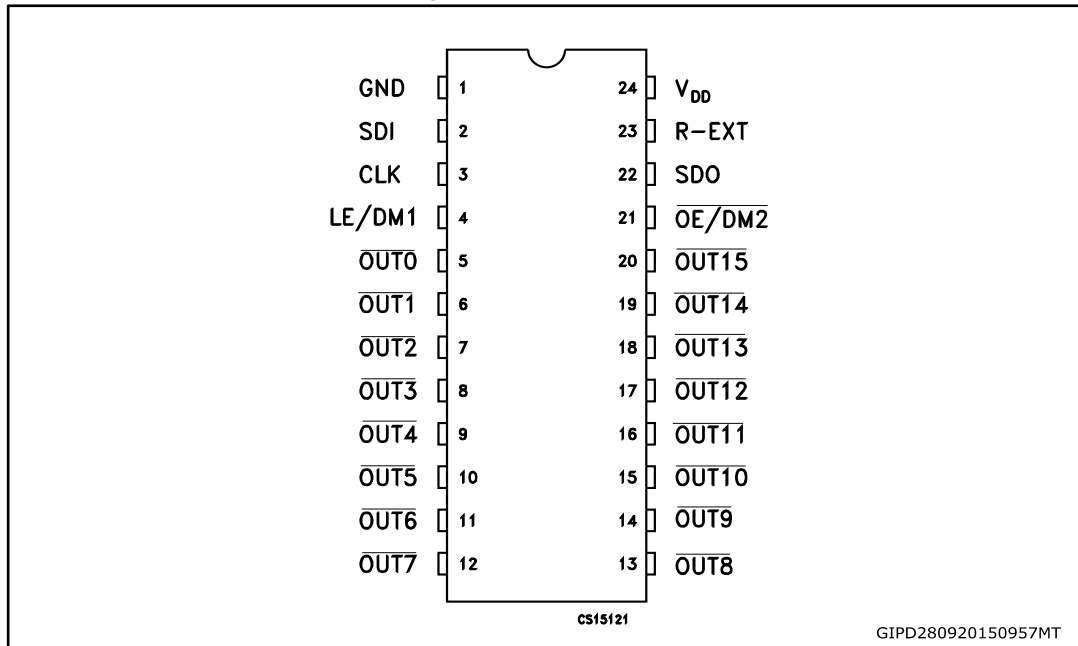 GND 1 24 VDD
SDI 2 23 R-EXT
CLK 3 22 SDO
LE/DM1 4 21 OE/DM2
OUT0 5 20 OUT15
OUT1 6 19 OUT14
OUT2 7 18 OUT13
OUT3 8 17 OUT12
OUT4 9 16 OUT11
OUT5 10 15 OUT10
OUT6 11 14 OUT9
OUT7 12 13 OUT8
CS15121
GIPD280920150957MT